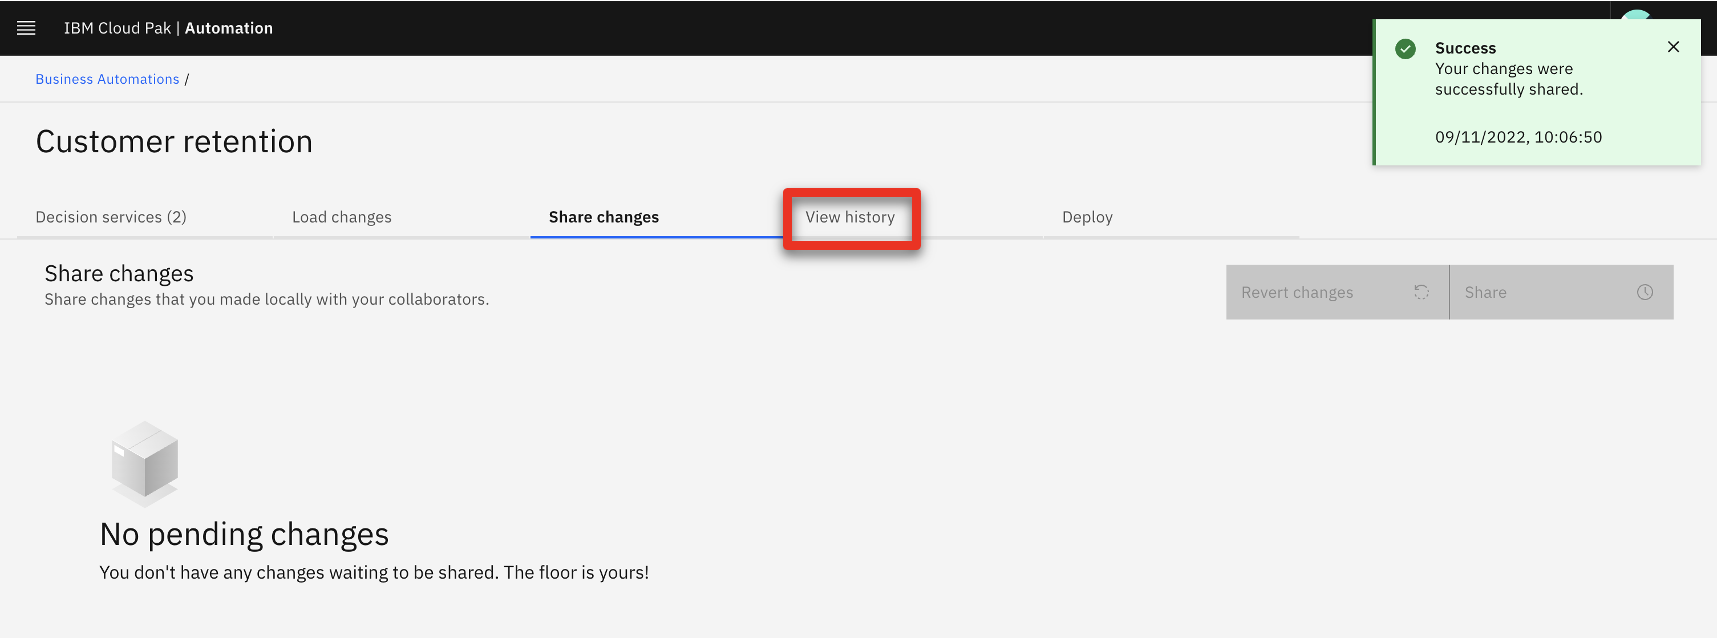 IBM Cloud Pak | Automation
Success
Your changes were
successfully shared.
09/11/2022, 10:06:50
Business Automations /
Customer retention
Decision services (2)
Load changes
Share changes
View history
Deploy
Share changes
Share changes that you made locally with your collaborators.
Revert changes
Share
No pending changes
You don't have any changes waiting to be shared. The floor is yours!